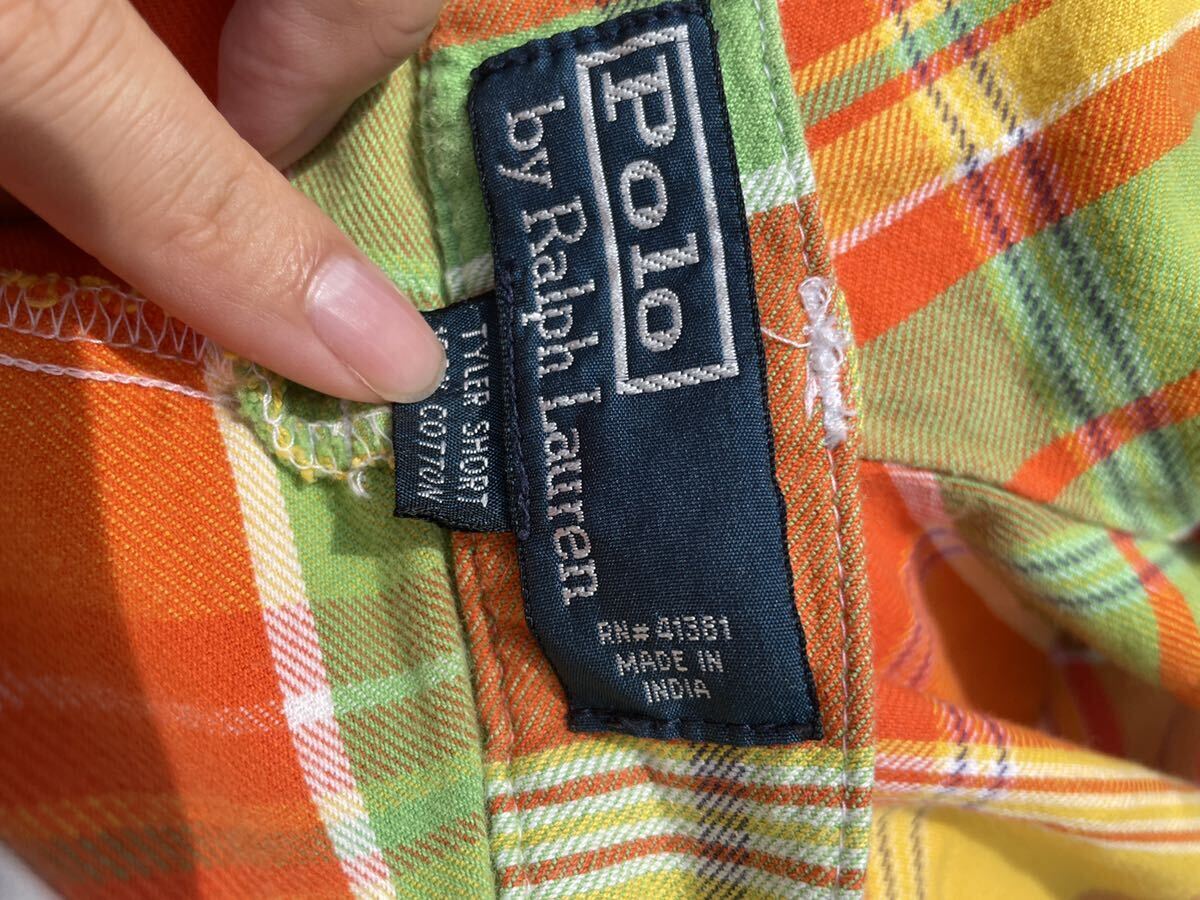 Polo
by Ralph Lauren
RN# 41381
MADE IN
INDIA
TYLER SHORT
COTTON